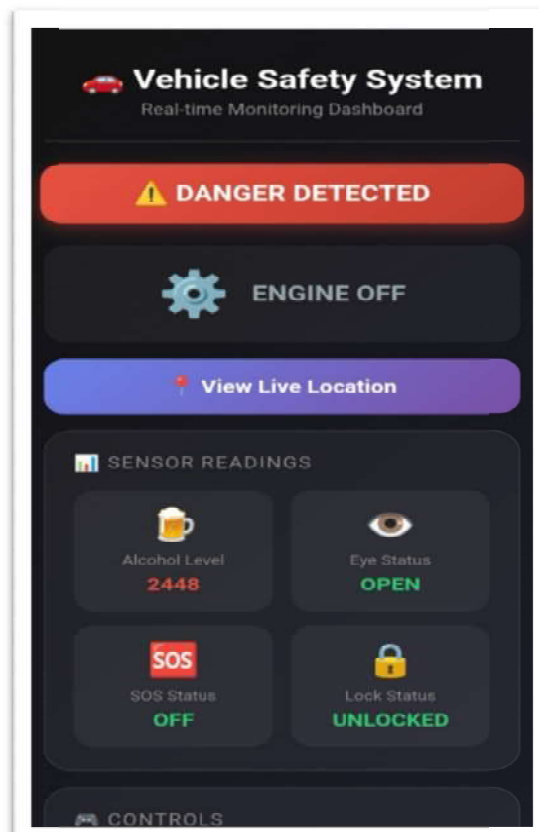 Vehicle Safety System
Real-time Monitoring Dashboard
DANGER DETECTED
ENGINE OFF
View Live Location
SENSOR READINGS
Alcohol Level
2448
Eye Status
OPEN
SOS
SOS Status
OFF
Lock Status
UNLOCKED
CONTROLS